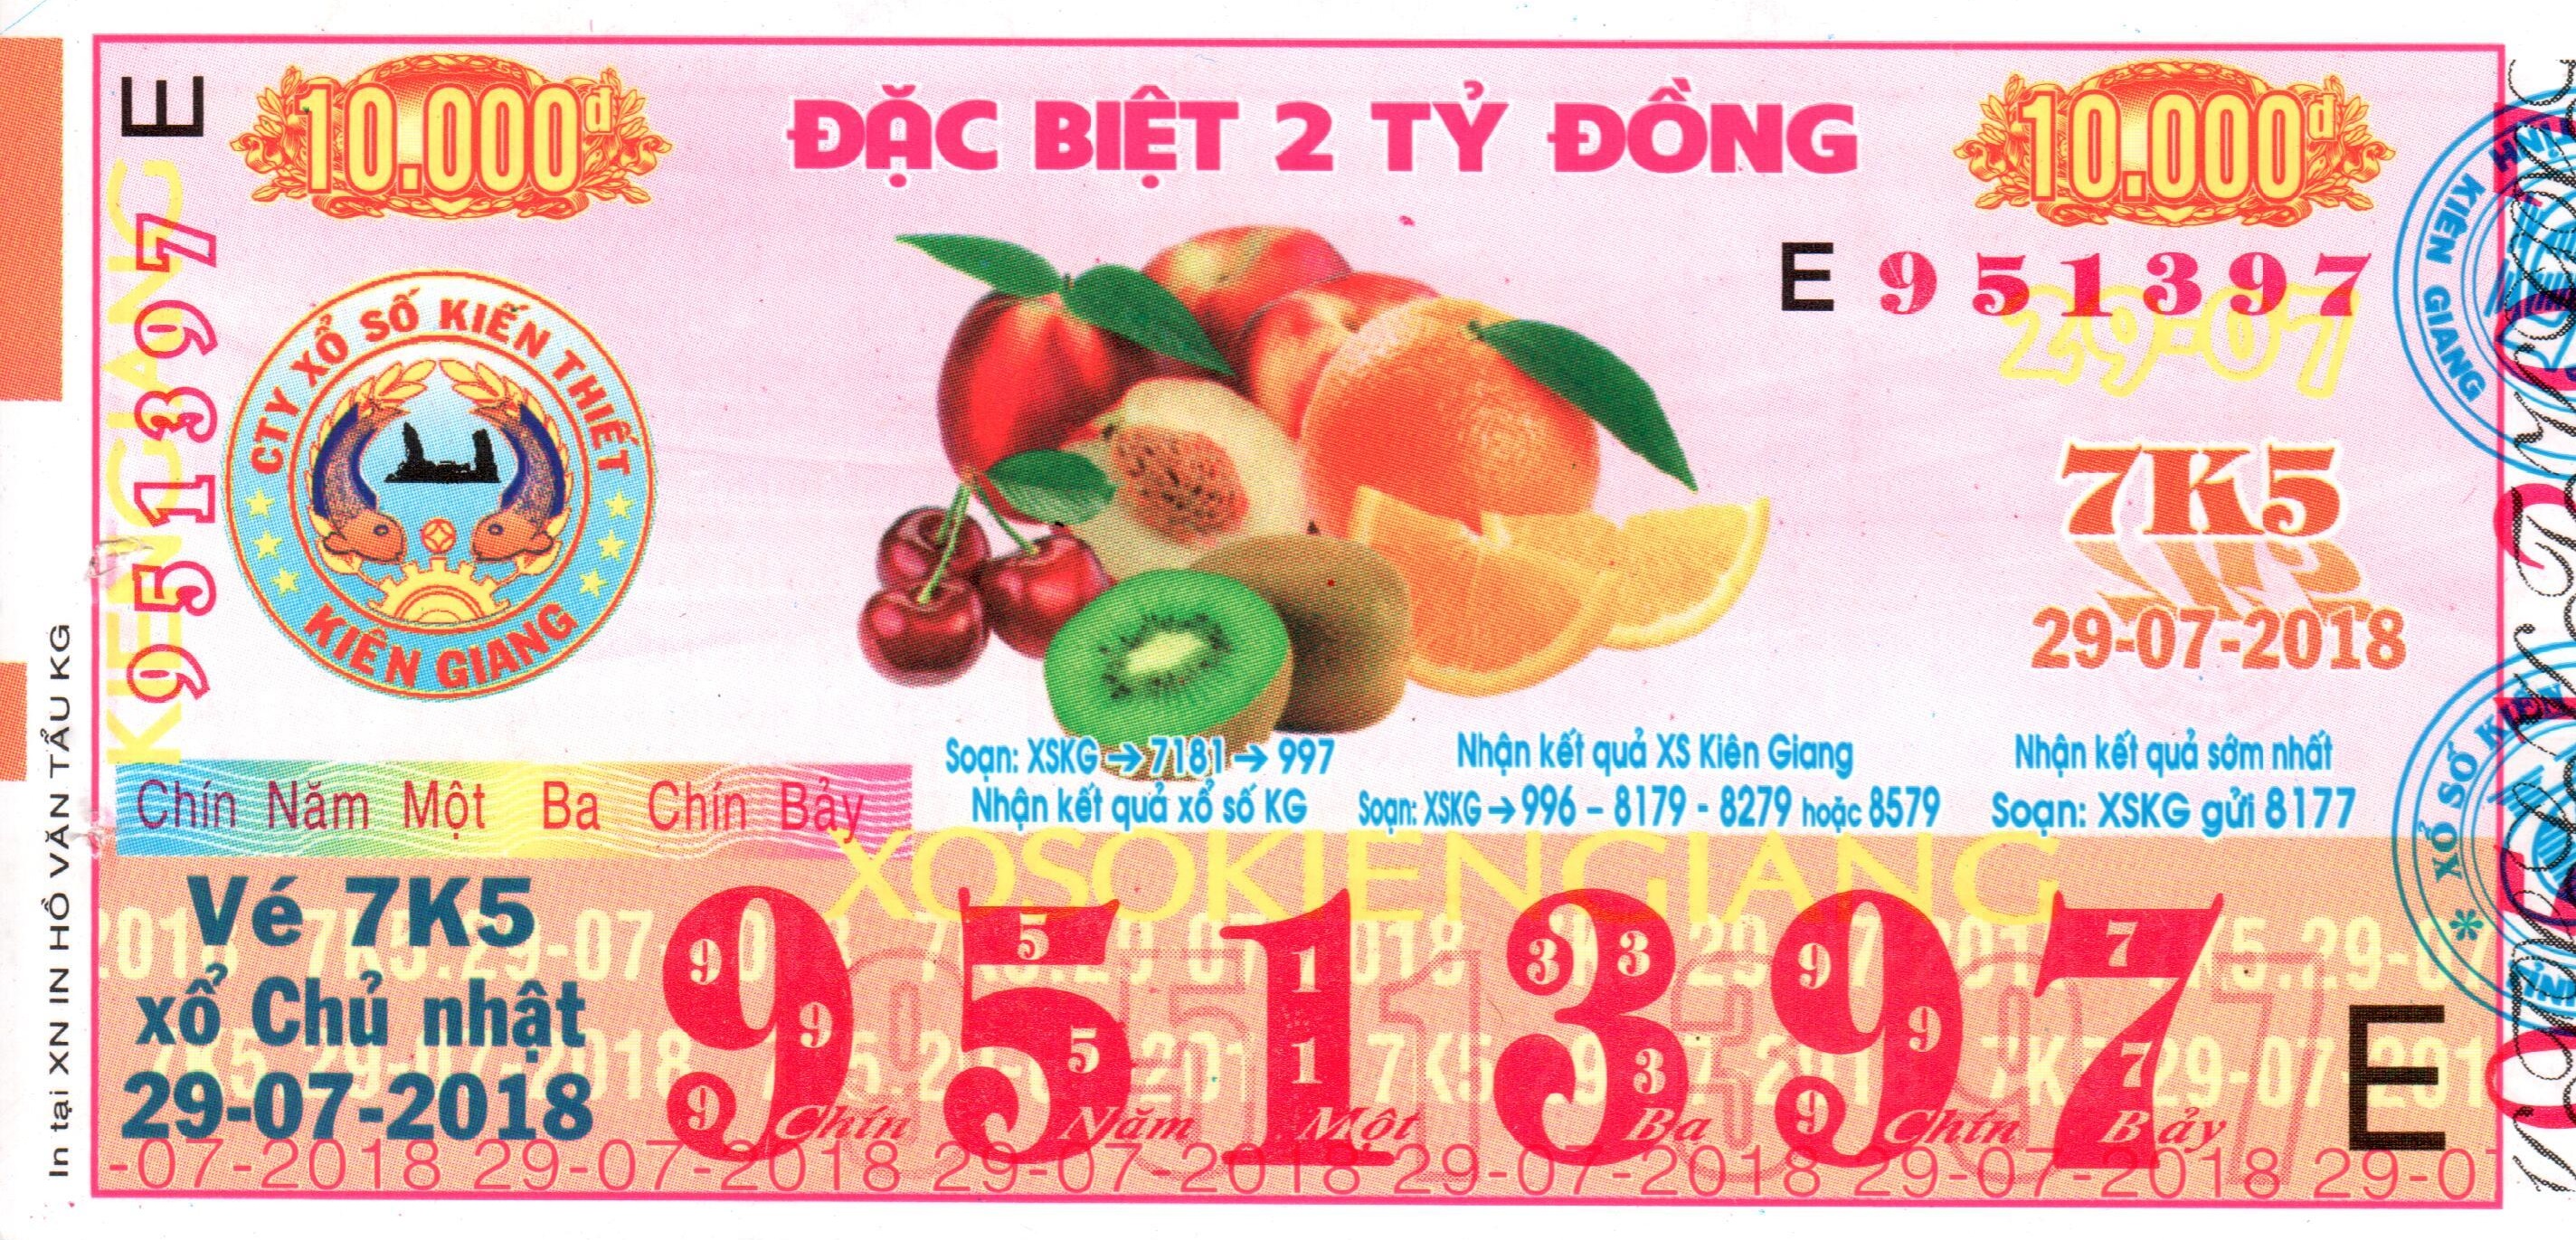 E
10.000đ
ĐẶC BIỆT 2 TỶ ĐỒNG
10.000đ
KIENGIANG
951397
E 951397
29-07
CTY XỔ SỐ KIẾN THIẾT
KIÊN GIANG
7K5
29-07-2018
KIÊN GIANG
XỔ SỐ KIÊN
In tại XN IN HỒ VĂN TẨU KG
Soạn: XSKG → 7181 → 997
Nhận kết quả xổ số KG
Nhận kết quả XS Kiên Giang
Soạn: XSKG → 996 – 8179 - 8279 hoặc 8579
Nhận kết quả sớm nhất
Soạn: XSKG gửi 8177
Chín Năm Một Ba Chín Bảy
XOSOKIENGIANG
Vé 7K5
xổ Chủ nhật
29-07-2018
951397
Chín Năm Một Ba Chín Bảy
E
-07-2018 29-07-2018 29-07-2018 29-07-2018 29-07-2018 29-07